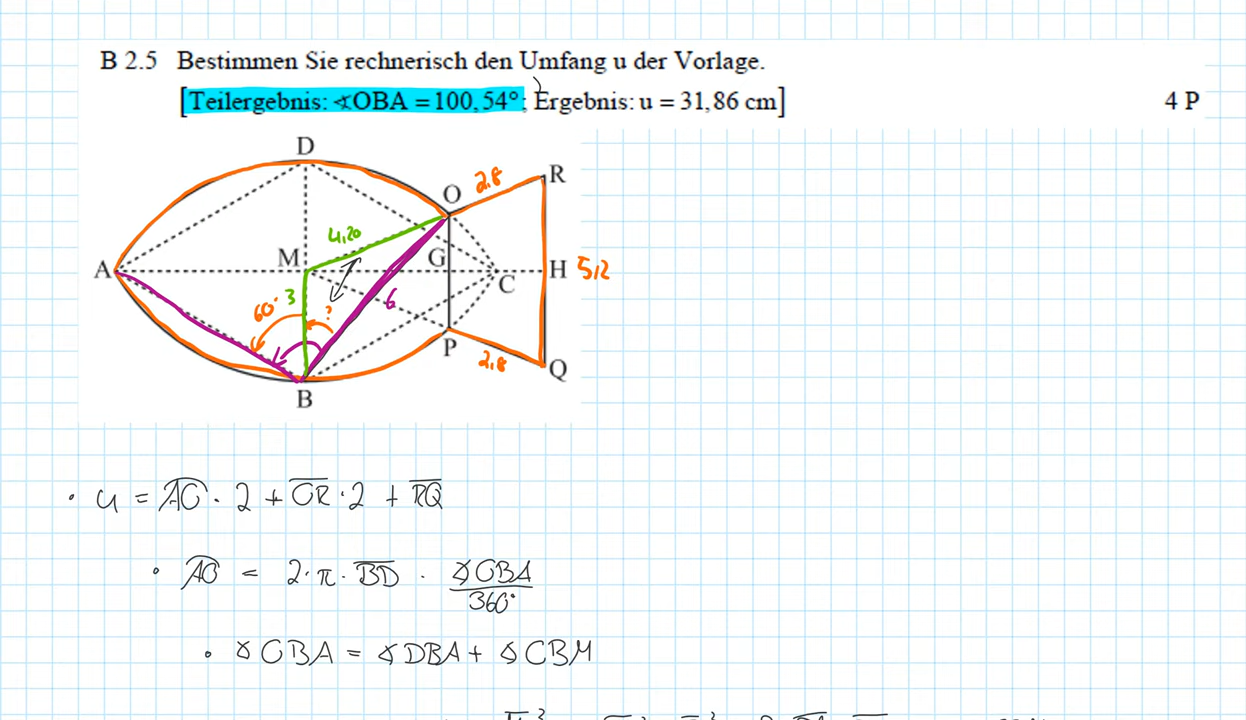 B 2.5 Bestimmen Sie rechnerisch den Umfang u der Vorlage.
[Teilergebnis: ∢OBA = 100,54°; Ergebnis: u = 31,86 cm] 4 P
D
R
2,8
O
4,20
M
G
A
H 5,2
C
60°
3
?
6
P
2,8
Q
B
• u = AO · 2 + OR · 2 + RQ
• AO = 2 · π · BD · ∢OBA / 360°
• ∢OBA = ∢DBA + ∢OBM